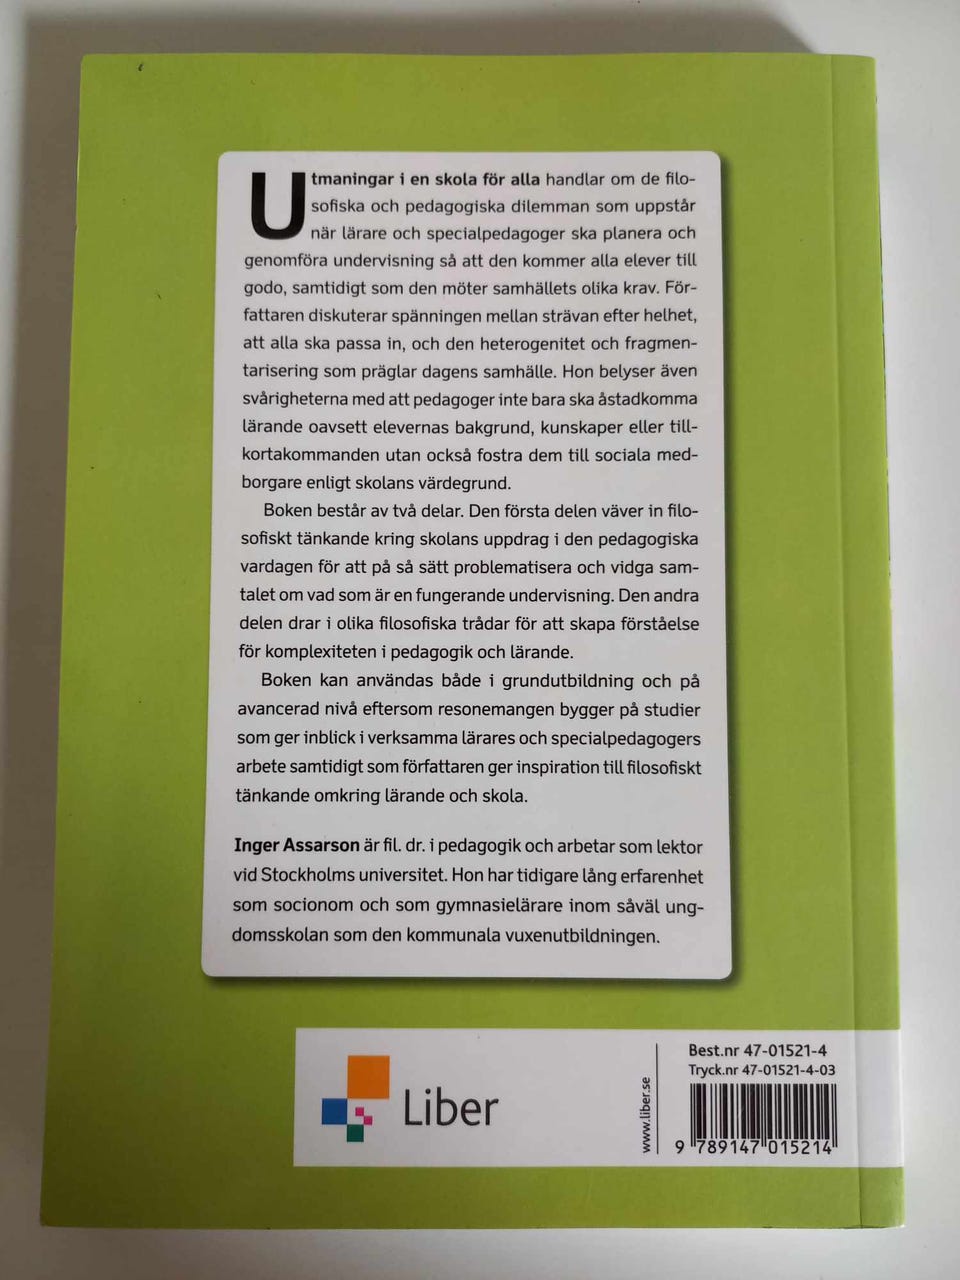 Utmaningar i en skola för alla handlar om de filo-
sofiska och pedagogiska dilemman som uppstår
när lärare och specialpedagoger ska planera och
genomföra undervisning så att den kommer alla elever till
godo, samtidigt som den möter samhällets olika krav. För-
fattaren diskuterar spänningen mellan strävan efter helhet,
att alla ska passa in, och den heterogenitet och fragmen-
tarisering som präglar dagens samhälle. Hon belyser även
svårigheterna med att pedagoger inte bara ska åstadkomma
lärande oavsett elevernas bakgrund, kunskaper eller till-
kortakommanden utan också fostra dem till sociala med-
borgare enligt skolans värdegrund.
Boken består av två delar. Den första delen väver in filo-
sofiskt tänkande kring skolans uppdrag i den pedagogiska
vardagen för att på så sätt problematisera och vidga sam-
talet om vad som är en fungerande undervisning. Den andra
delen drar i olika filosofiska trådar för att skapa förståelse
för komplexiteten i pedagogik och lärande.
Boken kan användas både i grundutbildning och på
avancerad nivå eftersom resonemangen bygger på studier
som ger inblick i verksamma lärares och specialpedagogers
arbete samtidigt som författaren ger inspiration till filosofiskt
tänkande omkring lärande och skola.
Inger Assarson är fil. dr. i pedagogik och arbetar som lektor
vid Stockholms universitet. Hon har tidigare lång erfarenhet
som socionom och som gymnasielärare inom såväl ung-
domsskolan som den kommunala vuxenutbildningen.
Liber
www.liber.se
Best.nr 47-01521-4
Tryck.nr 47-01521-4-03
9 789147 015214